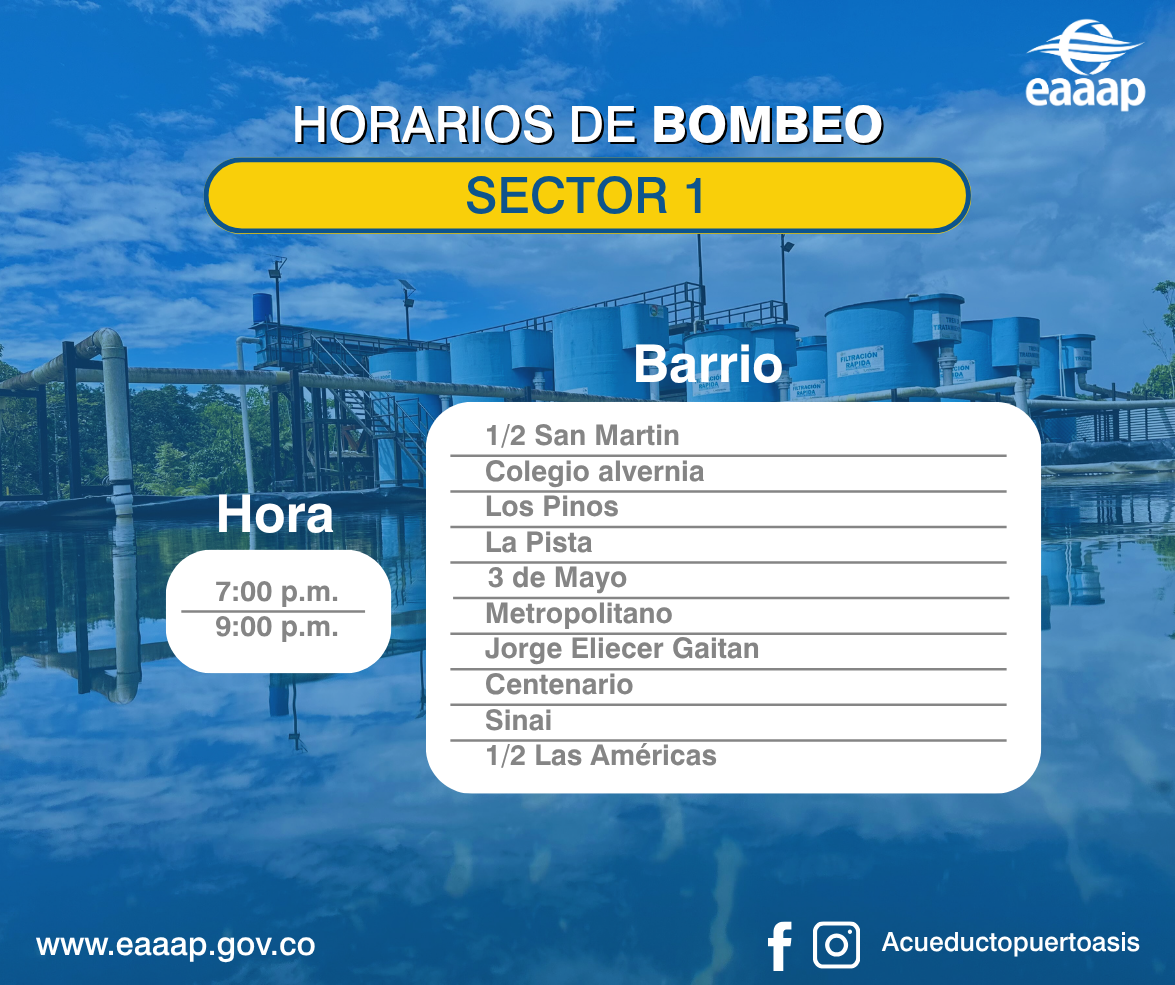 eaaap
HORARIOS DE BOMBEO
SECTOR 1
Barrio
1/2 San Martin
Colegio alvernia
Los Pinos
La Pista
3 de Mayo
Metropolitano
Jorge Eliecer Gaitan
Centenario
Sinai
1/2 Las Américas
Hora
7:00 p.m.
9:00 p.m.
FILTRACIÓN
RÁPIDA
www.eaaap.gov.co
Acueductopuertoasis